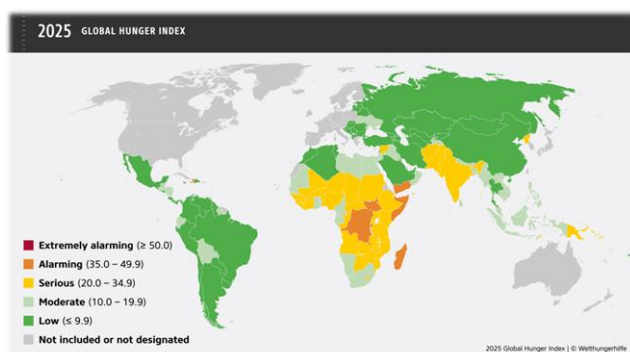 2025 GLOBAL HUNGER INDEX
Extremely alarming (≥ 50.0)
Alarming (35.0 – 49.9)
Serious (20.0 – 34.9)
Moderate (10.0 – 19.9)
Low (≤ 9.9)
Not included or not designated
2025 Global Hunger Index | © Welthungerhilfe